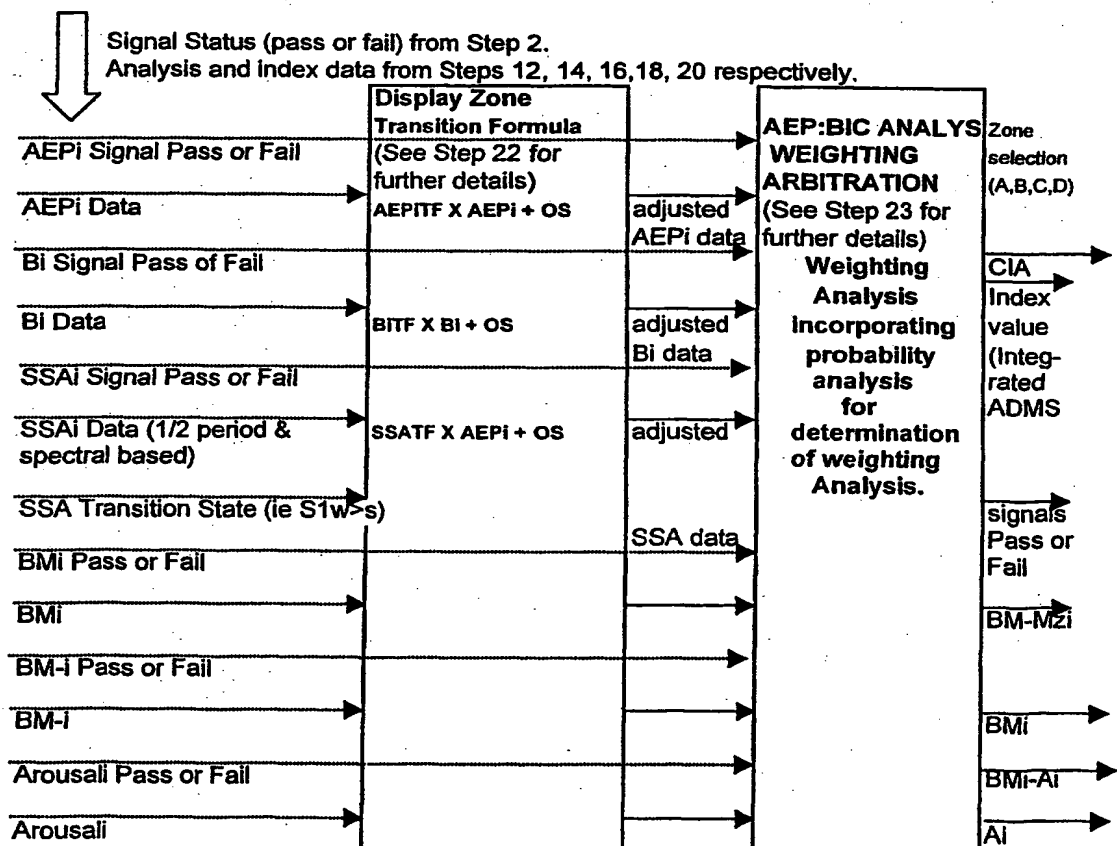 Signal Status (pass or fail) from Step 2.
Analysis and index data from Steps 12, 14, 16,18, 20 respectively.
Display Zone
Transition Formula
(See Step 22 for
further details)
AEPITF X AEPi + OS
BITF X Bi + OS
SSATF X AEPi + OS
AEPi Signal Pass or Fail
AEPi Data
Bi Signal Pass of Fail
Bi Data
SSAi Signal Pass or Fail
SSAi Data (1/2 period &
spectral based)
SSA Transition State (ie S1w>s)
BMi Pass or Fail
BMi
BM-i Pass or Fail
BM-i
Arousali Pass or Fail
Arousali
adjusted
AEPi data
adjusted
Bi data
adjusted
SSA data
AEP:BIC ANALYS
WEIGHTING
ARBITRATION
(See Step 23 for
further details)
Weighting
Analysis
incorporating
probability
analysis
for
determination
of weighting
Analysis.
Zone
selection
(A,B,C,D)
CIA
Index
value
(Integ-
rated
ADMS
signals
Pass or
Fail
BM-Mzi
BMi
BMi-Ai
Ai